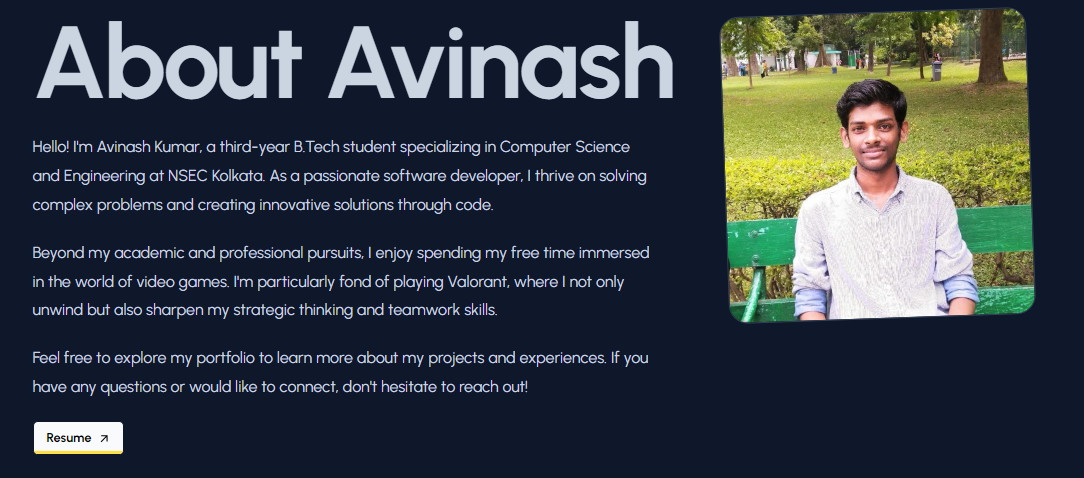 About Avinash
Hello! I'm Avinash Kumar, a third-year B.Tech student specializing in Computer Science
and Engineering at NSEC Kolkata. As a passionate software developer, I thrive on solving
complex problems and creating innovative solutions through code.
Beyond my academic and professional pursuits, I enjoy spending my free time immersed
in the world of video games. I'm particularly fond of playing Valorant, where I not only
unwind but also sharpen my strategic thinking and teamwork skills.
Feel free to explore my portfolio to learn more about my projects and experiences. If you
have any questions or would like to connect, don't hesitate to reach out!
Resume